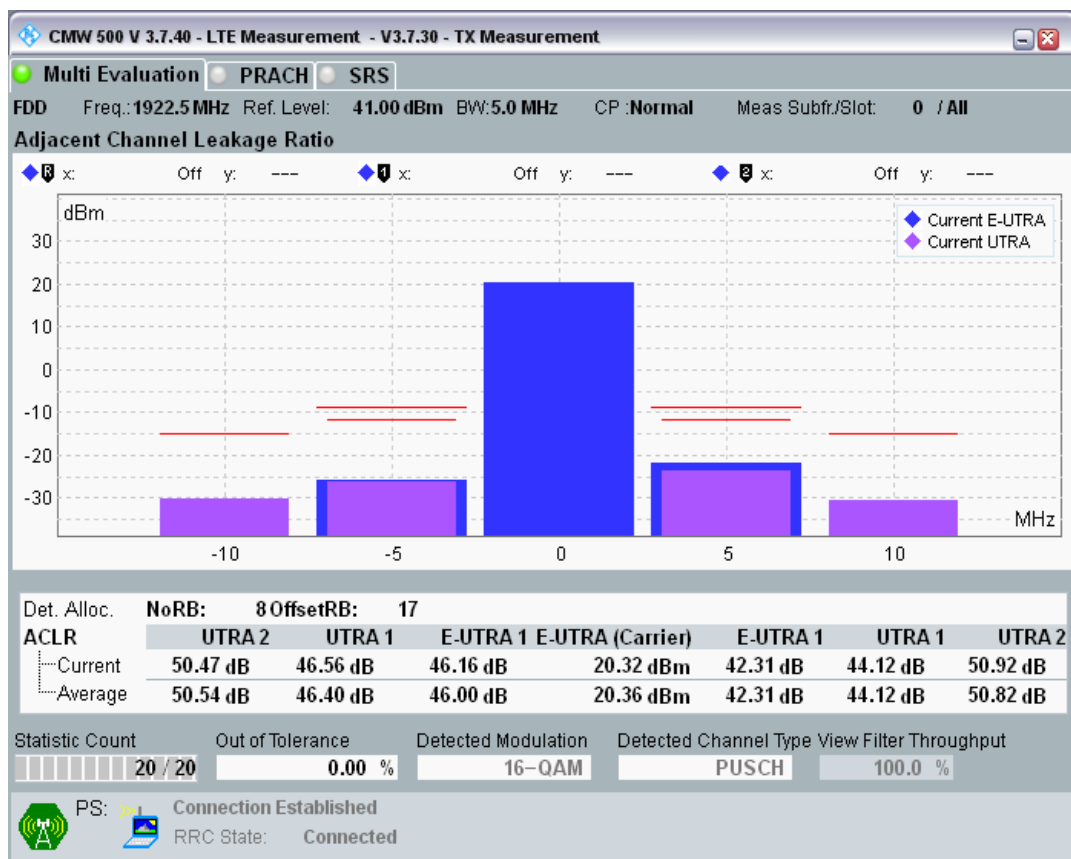 CMW 500 V 3.7.40 - LTE Measurement - V3.7.30 - TX Measurement
Multi Evaluation PRACH SRS
FDD Freq.: 1922.5 MHz Ref. Level: 41.00 dBm BW: 5.0 MHz CP : Normal Meas Subfr./Slot: 0 / All
Adjacent Channel Leakage Ratio
R x: Off y: --- 1 x: Off y: --- 2 x: Off y: ---
dBm
Current E-UTRA
Current UTRA
30
20
10
0
-10
-20
-30
MHz
-10 -5 0 5 10
Det. Alloc. NoRB: 8 OffsetRB: 17
ACLR UTRA 2 UTRA 1 E-UTRA 1 E-UTRA (Carrier) E-UTRA 1 UTRA 1 UTRA 2
Current 50.47 dB 46.56 dB 46.16 dB 20.32 dBm 42.31 dB 44.12 dB 50.92 dB
Average 50.54 dB 46.40 dB 46.00 dB 20.36 dBm 42.31 dB 44.12 dB 50.82 dB
Statistic Count Out of Tolerance Detected Modulation Detected Channel Type View Filter Throughput
20 / 20 0.00 % 16-QAM PUSCH 100.0 %
PS: Connection Established
RRC State: Connected